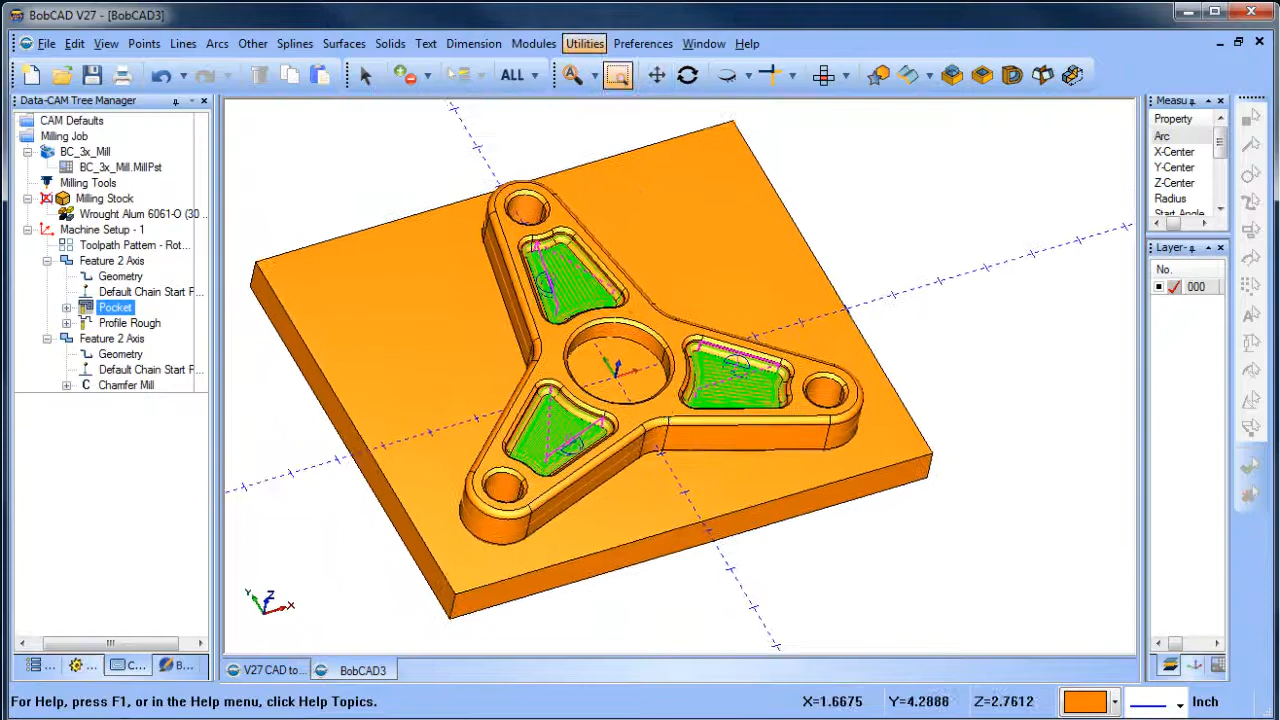 BobCAD V27 - [BobCAD3]
File Edit View Points Lines Arcs Other Splines Surfaces Solids Text Dimension Modules Utilities Preferences Window Help
ALL
Data-CAM Tree Manager
CAM Defaults
Milling Job
BC_3x_Mill
BC_3x_Mill.MillPst
Milling Tools
Milling Stock
Wrought Alum 6061-O (30 ...
Machine Setup - 1
Toolpath Pattern - Rot...
Feature 2 Axis
Geometry
Default Chain Start P...
Pocket
Profile Rough
Feature 2 Axis
Geometry
Default Chain Start P...
Chamfer Mill
... ... C... B...
Y Z X
V27 CAD to... BobCAD3
Measu
Property
Arc
X-Center
Y-Center
Z-Center
Radius
Start Angle
Layer-
No.
000
For Help, press F1, or in the Help menu, click Help Topics. X=1.6675 Y=4.2886 Z=2.7612 Inch